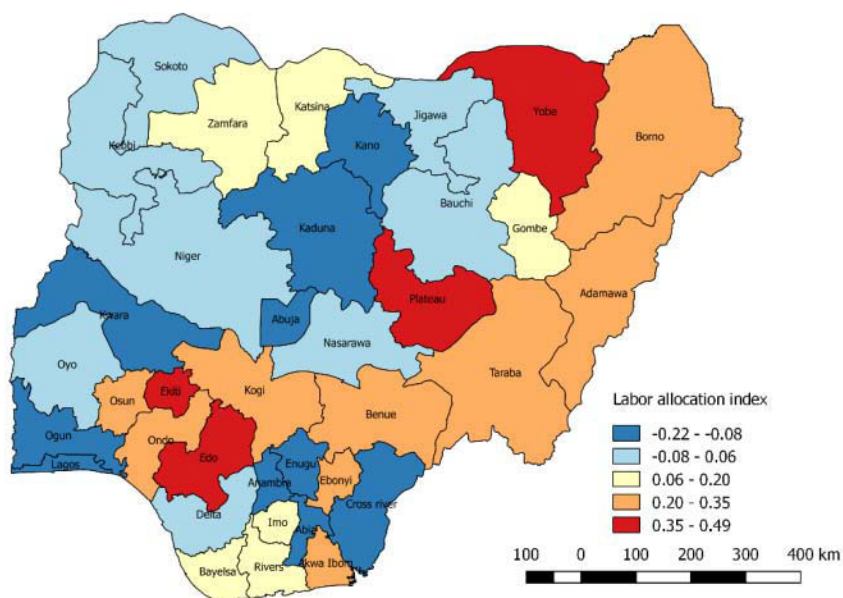 Sokoto
Katsina
Zamfara
Jigawa
Yobe
Borno
Kebbi
Kano
Bauchi
Gombe
Kaduna
Niger
Adamawa
Plateau
Kwara
Abuja
Nasarawa
Oyo
Taraba
Ekiti
Kogi
Osun
Benue
Ogun
Ondo
Edo
Lagos
Enugu
Anambra
Ebonyi
Cross river
Delta
Imo
Abia
Akwa Ibom
Bayelsa
Rivers
Labor allocation index
-0.22 - -0.08
-0.08 - 0.06
0.06 - 0.20
0.20 - 0.35
0.35 - 0.49
100 0 100 200 300 400 km